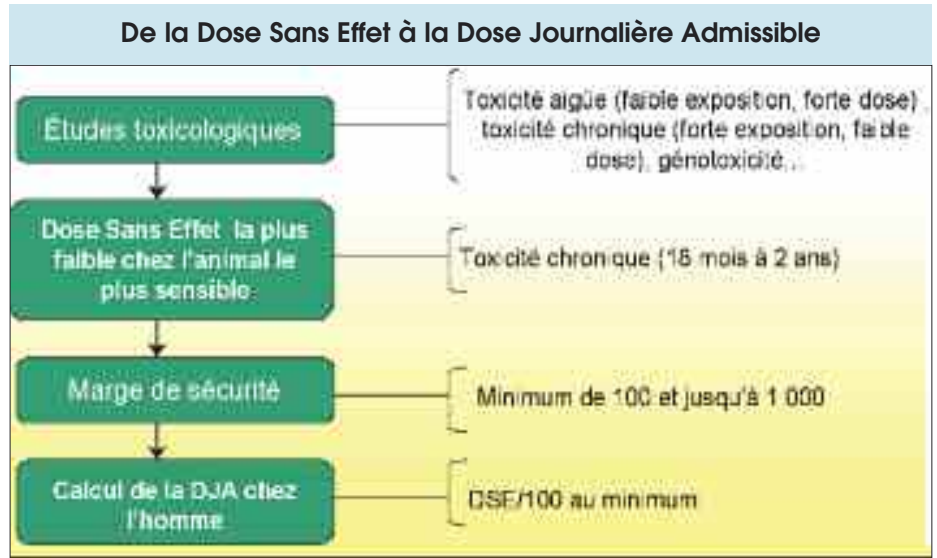 De la Dose Sans Effet à la Dose Journalière Admissible
Études toxicologiques
Toxicité aigüe (faible exposition, forte dose) ,
toxicité chronique (forte exposition, faible
dose), génotoxicité...
Dose Sans Effet la plus
faible chez l'animal le
plus sensible
Toxicité chronique (18 mois à 2 ans)
Marge de sécurité
Minimum de 100 et jusqu'à 1 000
Calcul de la DJA chez
l'homme
DSE/100 au minimum